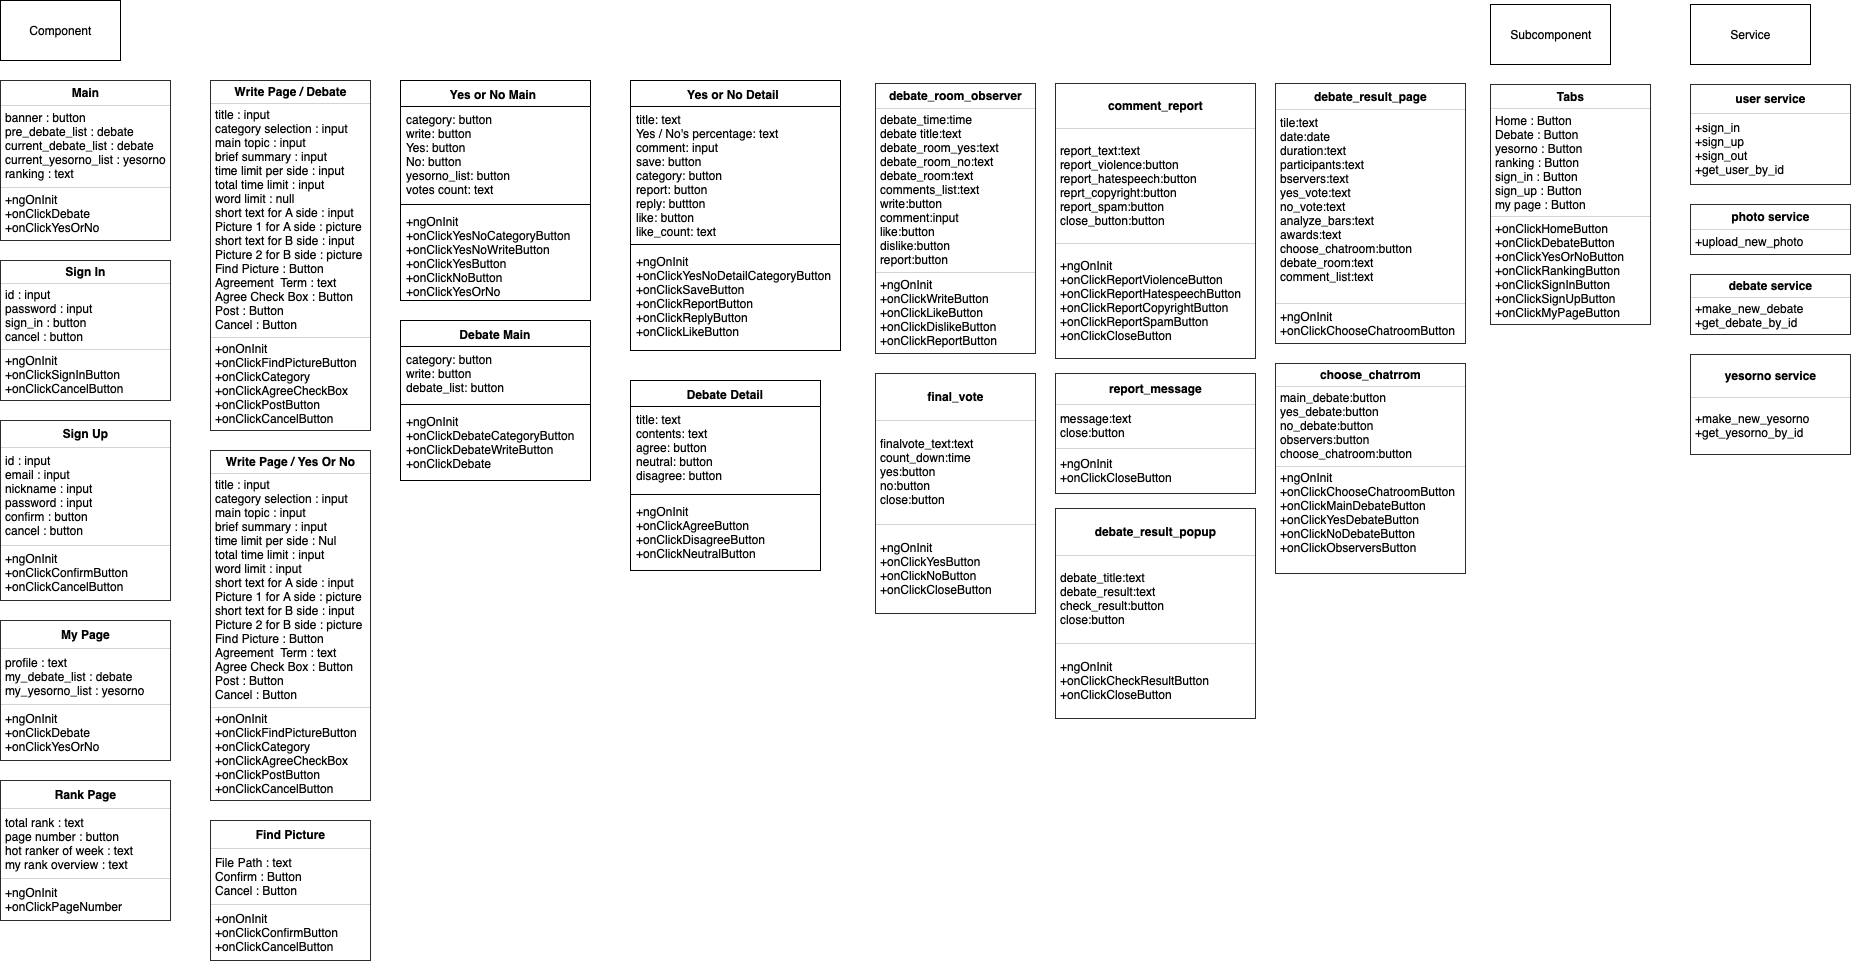 Component
Subcomponent
Service
Main
banner : button
pre_debate_list : debate
current_debate_list : debate
current_yesorno_list : yesorno
ranking : text
+ngOnInit
+onClickDebate
+onClickYesOrNo
Sign In
id : input
password : input
sign_in : button
cancel : button
+ngOnInit
+onClickSignInButton
+onClickCancelButton
Sign Up
id : input
email : input
nickname : input
password : input
confirm : button
cancel : button
+ngOnInit
+onClickConfirmButton
+onClickCancelButton
My Page
profile : text
my_debate_list : debate
my_yesorno_list : yesorno
+ngOnInit
+onClickDebate
+onClickYesOrNo
Rank Page
total rank : text
page number : button
hot ranker of week : text
my rank overview : text
+ngOnInit
+onClickPageNumber
Write Page / Debate
title : input
category selection : input
main topic : input
brief summary : input
time limit per side : input
total time limit : input
word limit : null
short text for A side : input
Picture 1 for A side : picture
short text for B side : input
Picture 2 for B side : picture
Find Picture : Button
Agreement  Term : text
Agree Check Box : Button
Post : Button
Cancel : Button
+onOnInit
+onClickFindPictureButton
+onClickCategory
+onClickAgreeCheckBox
+onClickPostButton
+onClickCancelButton
Write Page / Yes Or No
title : input
category selection : input
main topic : input
brief summary : input
time limit per side : Nul
total time limit : input
word limit : input
short text for A side : input
Picture 1 for A side : picture
short text for B side : input
Picture 2 for B side : picture
Find Picture : Button
Agreement  Term : text
Agree Check Box : Button
Post : Button
Cancel : Button
+onOnInit
+onClickFindPictureButton
+onClickCategory
+onClickAgreeCheckBox
+onClickPostButton
+onClickCancelButton
Find Picture
File Path : text
Confirm : Button
Cancel : Button
+onOnInit
+onClickConfirmButton
+onClickCancelButton
Yes or No Main
category: button
write: button
Yes: button
No: button
yesorno_list: button
votes count: text
+ngOnInit
+onClickYesNoCategoryButton
+onClickYesNoWriteButton
+onClickYesButton
+onClickNoButton
+onClickYesOrNo
Debate Main
category: button
write: button
debate_list: button
+ngOnInit
+onClickDebateCategoryButton
+onClickDebateWriteButton
+onClickDebate
Yes or No Detail
title: text
Yes / No's percentage: text
comment: input
save: button
category: button
report: button
reply: buttton
like: button
like_count: text
+ngOnInit
+onClickYesNoDetailCategoryButton
+onClickSaveButton
+onClickReportButton
+onClickReplyButton
+onClickLikeButton
Debate Detail
title: text
contents: text
agree: button
neutral: button
disagree: button
+ngOnInit
+onClickAgreeButton
+onClickDisagreeButton
+onClickNeutralButton
debate_room_observer
debate_time:time
debate title:text
debate_room_yes:text
debate_room_no:text
debate_room:text
comments_list:text
write:button
comment:input
like:button
dislike:button
report:button
+ngOnInit
+onClickWriteButton
+onClickLikeButton
+onClickDislikeButton
+onClickReportButton
final_vote
finalvote_text:text
count_down:time
yes:button
no:button
close:button
+ngOnInit
+onClickYesButton
+onClickNoButton
+onClickCloseButton
comment_report
report_text:text
report_violence:button
report_hatespeech:button
reprt_copyright:button
report_spam:button
close_button:button
+ngOnInit
+onClickReportViolenceButton
+onClickReportHatespeechButton
+onClickReportCopyrightButton
+onClickReportSpamButton
+onClickCloseButton
report_message
message:text
close:button
+ngOnInit
+onClickCloseButton
debate_result_popup
debate_title:text
debate_result:text
check_result:button
close:button
+ngOnInit
+onClickCheckResultButton
+onClickCloseButton
debate_result_page
tile:text
date:date
duration:text
participants:text
bservers:text
yes_vote:text
no_vote:text
analyze_bars:text
awards:text
choose_chatroom:button
debate_room:text
comment_list:text
+ngOnInit
+onClickChooseChatroomButton
choose_chatrrom
main_debate:button
yes_debate:button
no_debate:button
observers:button
choose_chatroom:button
+ngOnInit
+onClickChooseChatroomButton
+onClickMainDebateButton
+onClickYesDebateButton
+onClickNoDebateButton
+onClickObserversButton
Tabs
Home : Button
Debate : Button
yesorno : Button
ranking : Button
sign_in : Button
sign_up : Button
my page : Button
+onClickHomeButton
+onClickDebateButton
+onClickYesOrNoButton
+onClickRankingButton
+onClickSignInButton
+onClickSignUpButton
+onClickMyPageButton
user service
+sign_in
+sign_up
+sign_out
+get_user_by_id
photo service
+upload_new_photo
debate service
+make_new_debate
+get_debate_by_id
yesorno service
+make_new_yesorno
+get_yesorno_by_id